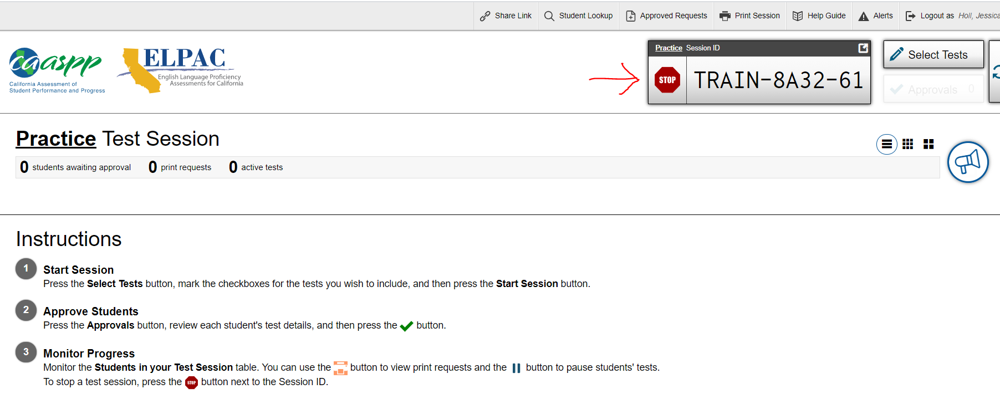 Share Link Student Lookup Approved Requests Print Session Help Guide Alerts Logout as Holl, Jessica
caaspp
California Assessment of
Student Performance and Progress
ELPAC
English Language Proficiency
Assessments for California
Practice Session ID
STOP TRAIN-8A32-61
Select Tests
Approvals 0
Practice Test Session
0 students awaiting approval 0 print requests 0 active tests
Instructions
1 Start Session
Press the Select Tests button, mark the checkboxes for the tests you wish to include, and then press the Start Session button.
2 Approve Students
Press the Approvals button, review each student's test details, and then press the button.
3 Monitor Progress
Monitor the Students in your Test Session table. You can use the button to view print requests and the button to pause students' tests.
To stop a test session, press the STOP button next to the Session ID.